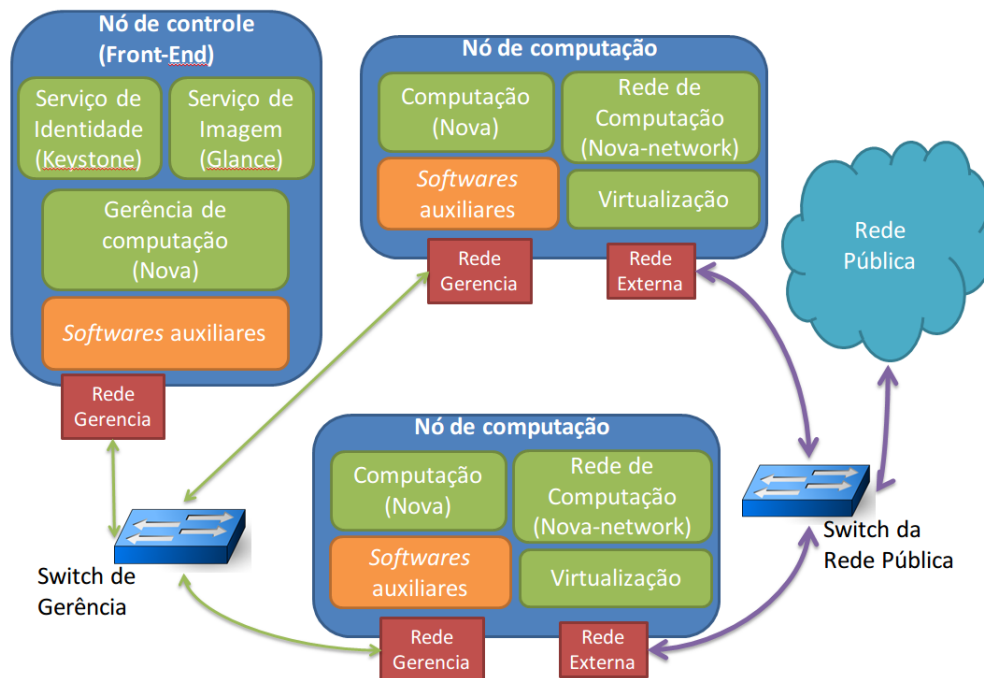 Nó de controle
(Front-End)
Serviço de
Identidade
(Keystone)
Serviço de
Imagem
(Glance)
Gerência de
computação
(Nova)
Softwares auxiliares
Rede
Gerencia
Nó de computação
Computação
(Nova)
Rede de
Computação
(Nova-network)
Softwares
auxiliares
Virtualização
Rede
Gerencia
Rede
Externa
Rede
Pública
Nó de computação
Computação
(Nova)
Rede de
Computação
(Nova-network)
Softwares
auxiliares
Virtualização
Rede
Gerencia
Rede
Externa
Switch de
Gerência
Switch da
Rede Pública